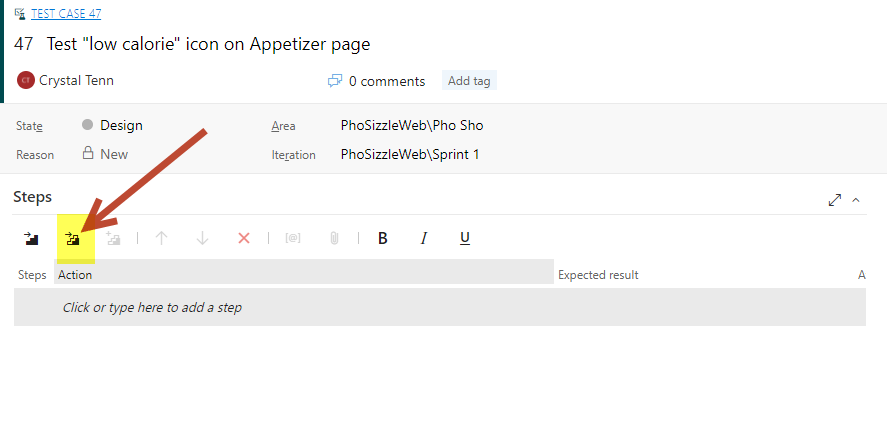 TEST CASE 47
47 Test "low calorie" icon on Appetizer page
CT Crystal Tenn 0 comments Add tag
State Design Area PhoSizzleWeb\Pho Sho
Reason New Iteration PhoSizzleWeb\Sprint 1
Steps
[@] B I U
Steps Action Expected result A
Click or type here to add a step